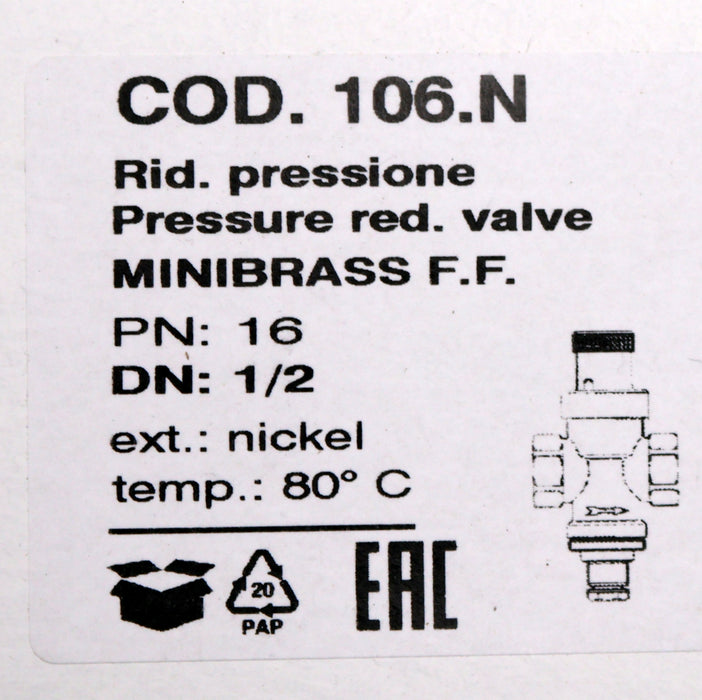 COD. 106.N
Rid. pressione
Pressure red. valve
MINIBRASS F.F.
PN: 16
DN: 1/2
ext.: nickel
temp.: 80° C
20
PAP
EAC